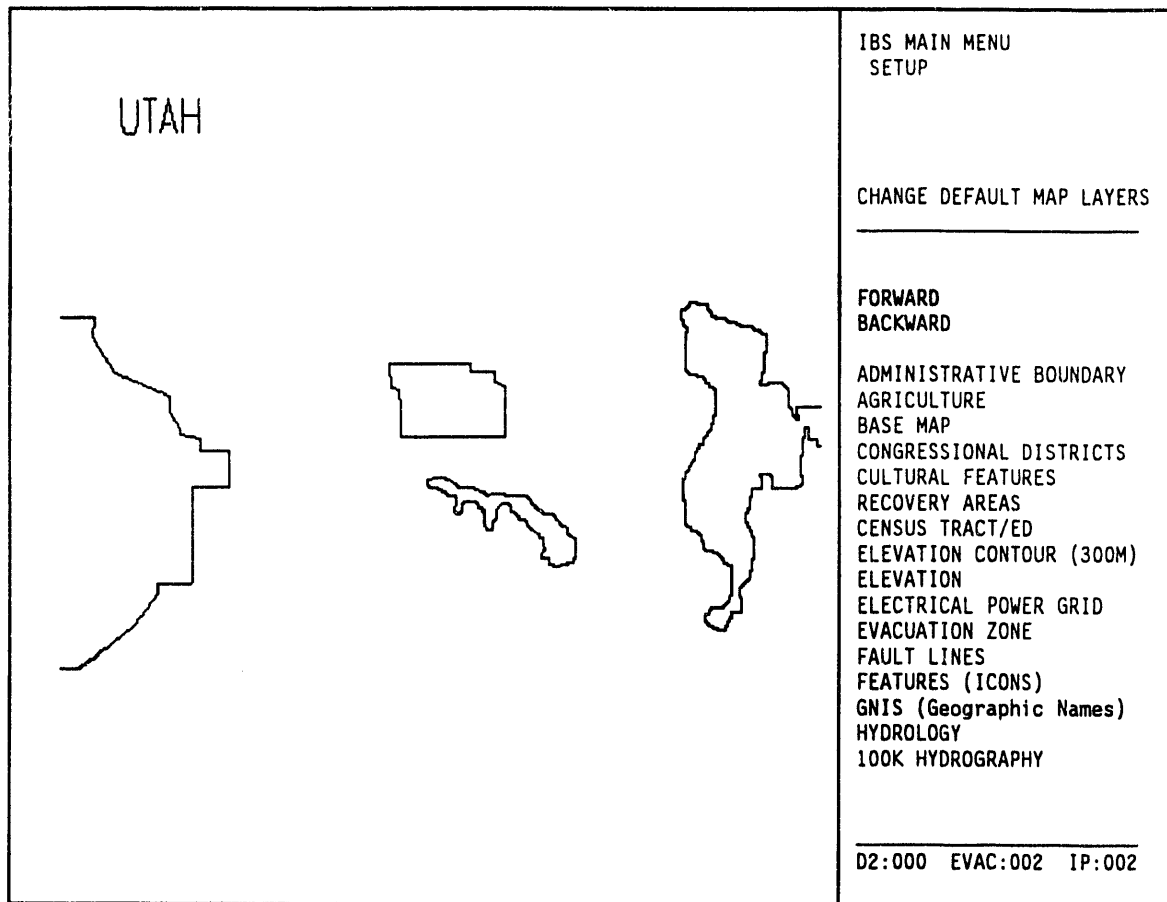 UTAH
IBS MAIN MENU
SETUP
CHANGE DEFAULT MAP LAYERS
FORWARD
BACKWARD
ADMINISTRATIVE BOUNDARY
AGRICULTURE
BASE MAP
CONGRESSIONAL DISTRICTS
CULTURAL FEATURES
RECOVERY AREAS
CENSUS TRACT/ED
ELEVATION CONTOUR (300M)
ELEVATION
ELECTRICAL POWER GRID
EVACUATION ZONE
FAULT LINES
FEATURES (ICONS)
GNIS (Geographic Names)
HYDROLOGY
100K HYDROGRAPHY
D2:000 EVAC:002 IP:002